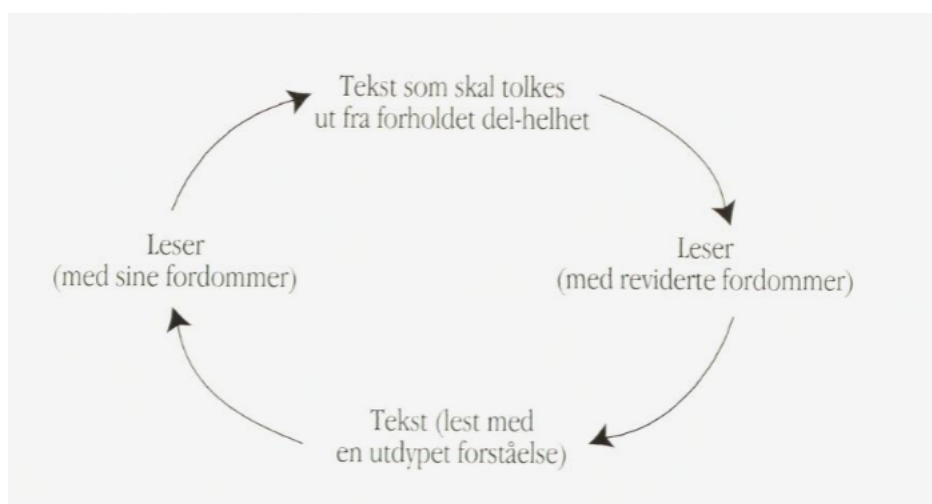 Tekst som skal tolkes
ut fra forholdet del-helhet
Leser
(med sine fordommer)
Leser
(med reviderte fordommer)
Tekst (lest med
en utdypet forståelse)